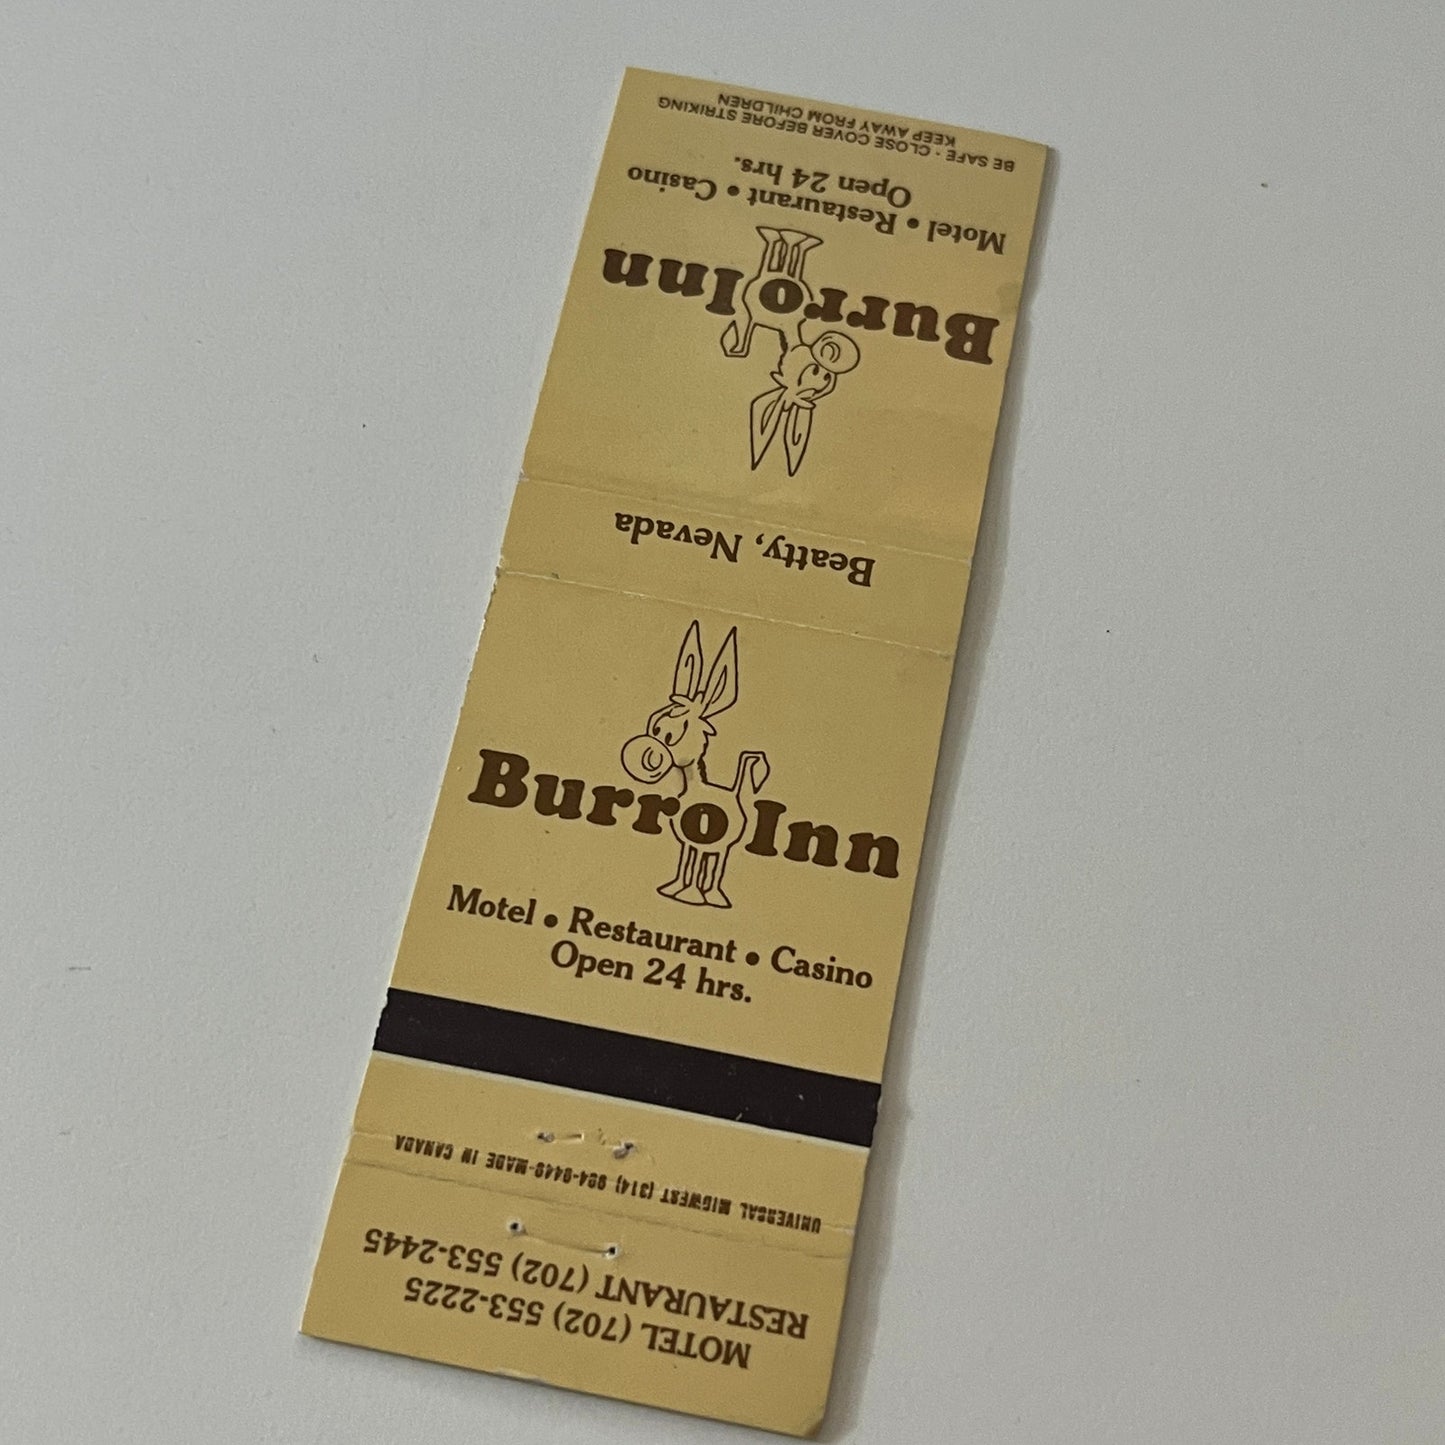 BE SAFE - CLOSE COVER BEFORE STRIKING
KEEP AWAY FROM CHILDREN
Motel • Restaurant • Casino
Open 24 hrs.
Burro Inn
Beatty, Nevada
Burro Inn
Motel • Restaurant • Casino
Open 24 hrs.
UNIVERSAL MIDWEST (314) 984-9449-MADE IN CANADA
MOTEL (702) 553-2225
RESTAURANT (702) 553-2445